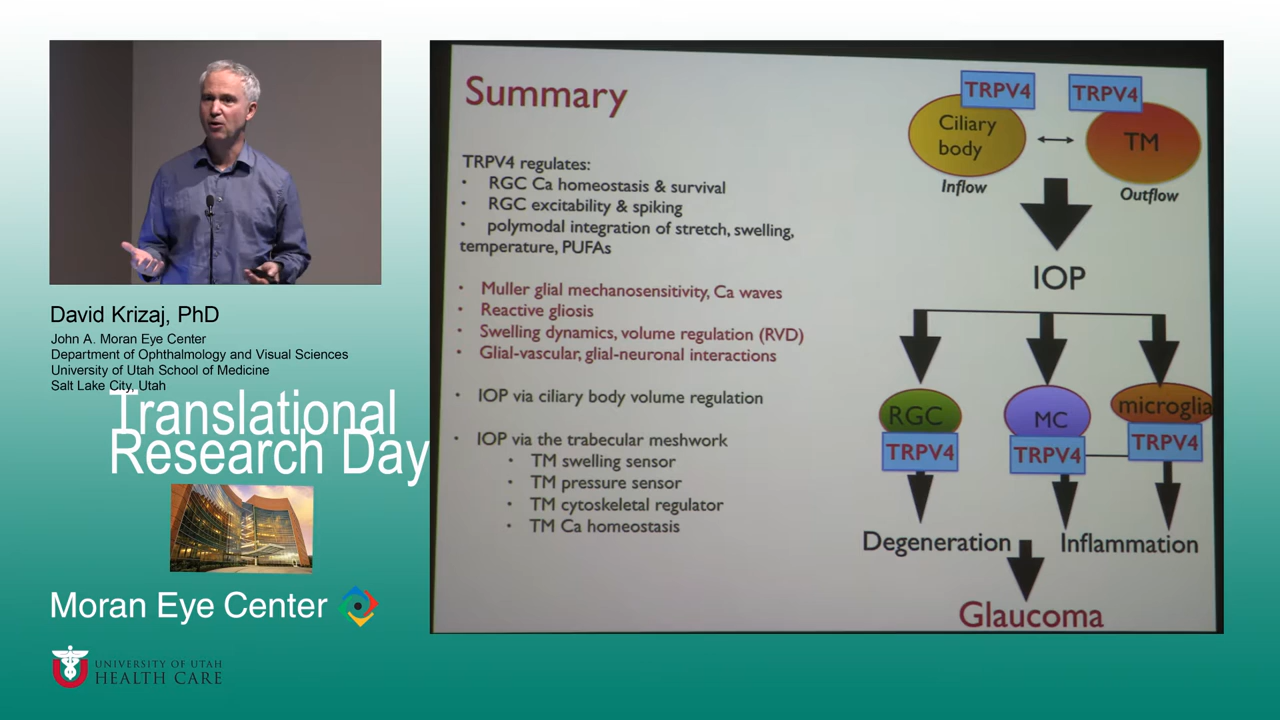 David Krizaj, PhD
John A. Moran Eye Center
Department of Ophthalmology and Visual Sciences
University of Utah School of Medicine
Salt Lake City, Utah
Translational
Research Day
Moran Eye Center
UNIVERSITY OF UTAH
HEALTH CARE
Summary
TRPV4 regulates:
• RGC Ca homeostasis & survival
• RGC excitability & spiking
• polymodal integration of stretch, swelling,
temperature, PUFAs
• Muller glial mechanosensitivity, Ca waves
• Reactive gliosis
• Swelling dynamics, volume regulation (RVD)
• Glial-vascular, glial-neuronal interactions
• IOP via ciliary body volume regulation
• IOP via the trabecular meshwork
• TM swelling sensor
• TM pressure sensor
• TM cytoskeletal regulator
• TM Ca homeostasis
TRPV4 TRPV4
Ciliary
body
TM
Inflow Outflow
IOP
RGC MC microglia
TRPV4 TRPV4 TRPV4
Degeneration Inflammation
Glaucoma